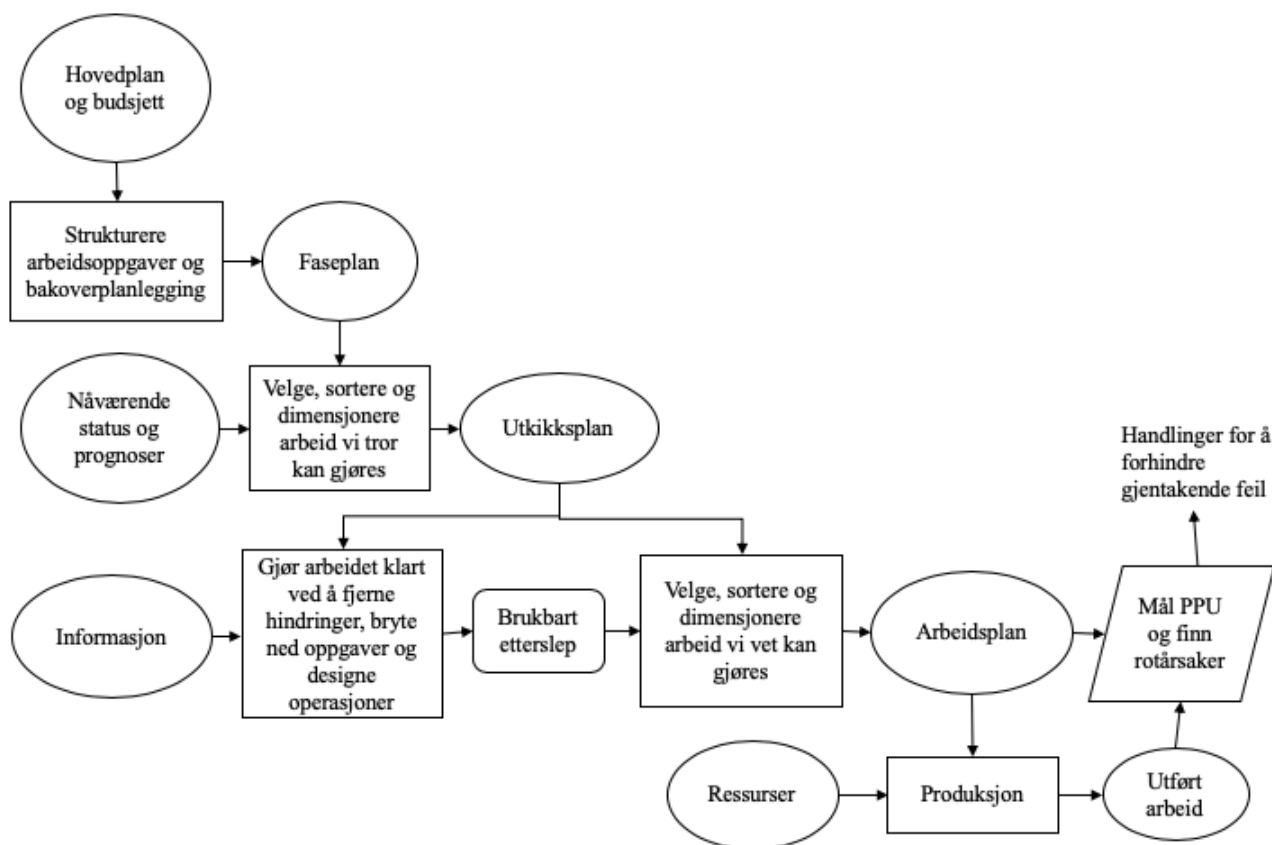 Hovedplan
og budsjett
Strukturere
arbeidsoppgaver og
bakoverplanlegging
Faseplan
Nåværende
status og
prognoser
Velge, sortere og
dimensjonere
arbeid vi tror
kan gjøres
Utkikksplan
Handlinger for å
forhindre
gjentakende feil
Informasjon
Gjør arbeidet klart
ved å fjerne
hindringer, bryte
ned oppgaver og
designe
operasjoner
Brukbart
etterslep
Velge, sortere og
dimensjonere
arbeid vi vet kan
gjøres
Arbeidsplan
Mål PPU
og finn
rotårsaker
Ressurser
Produksjon
Utført
arbeid